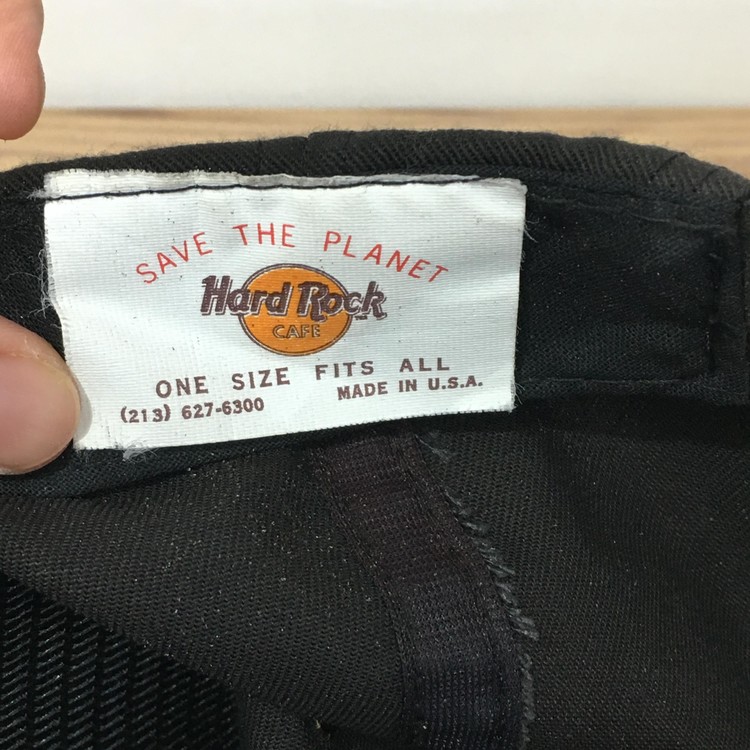 SAVE THE PLANET
Hard Rock
CAFE
ONE SIZE FITS ALL
(213) 627-6300 MADE IN U.S.A.